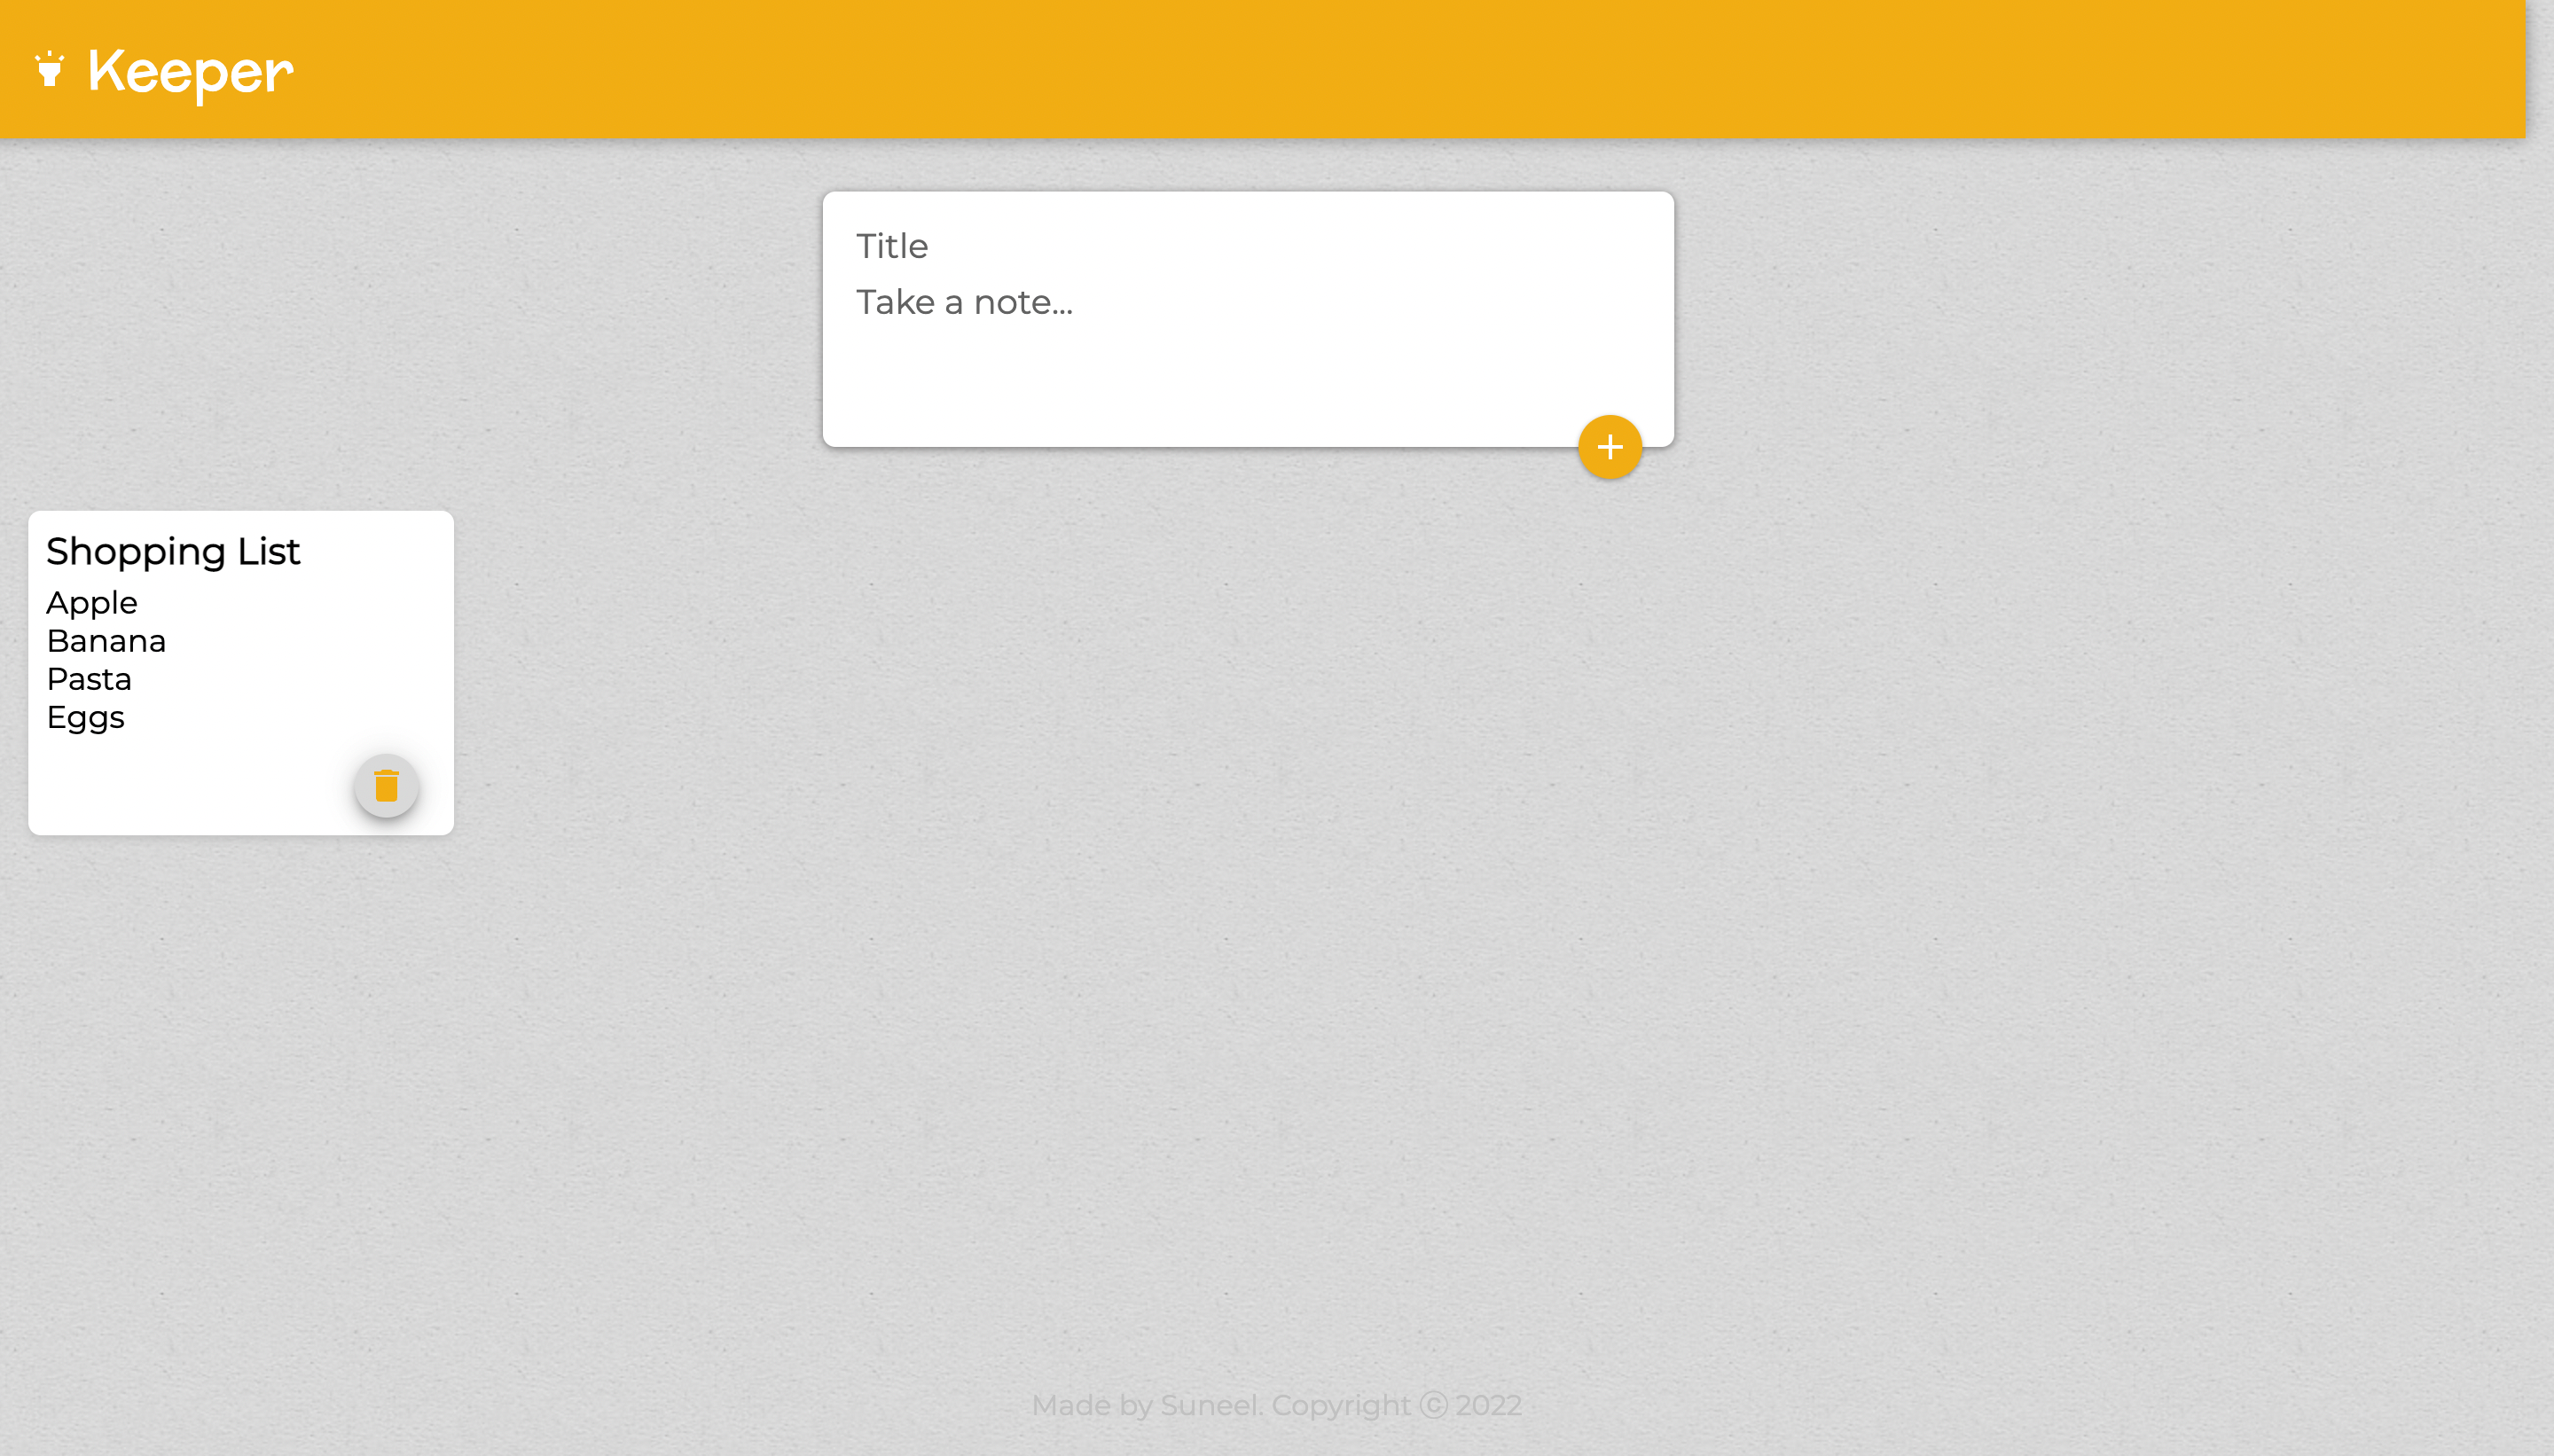 Keeper
Title
Take a note...
Shopping List
Apple
Banana
Pasta
Eggs
Made by Suneel. Copyright ⓒ 2022